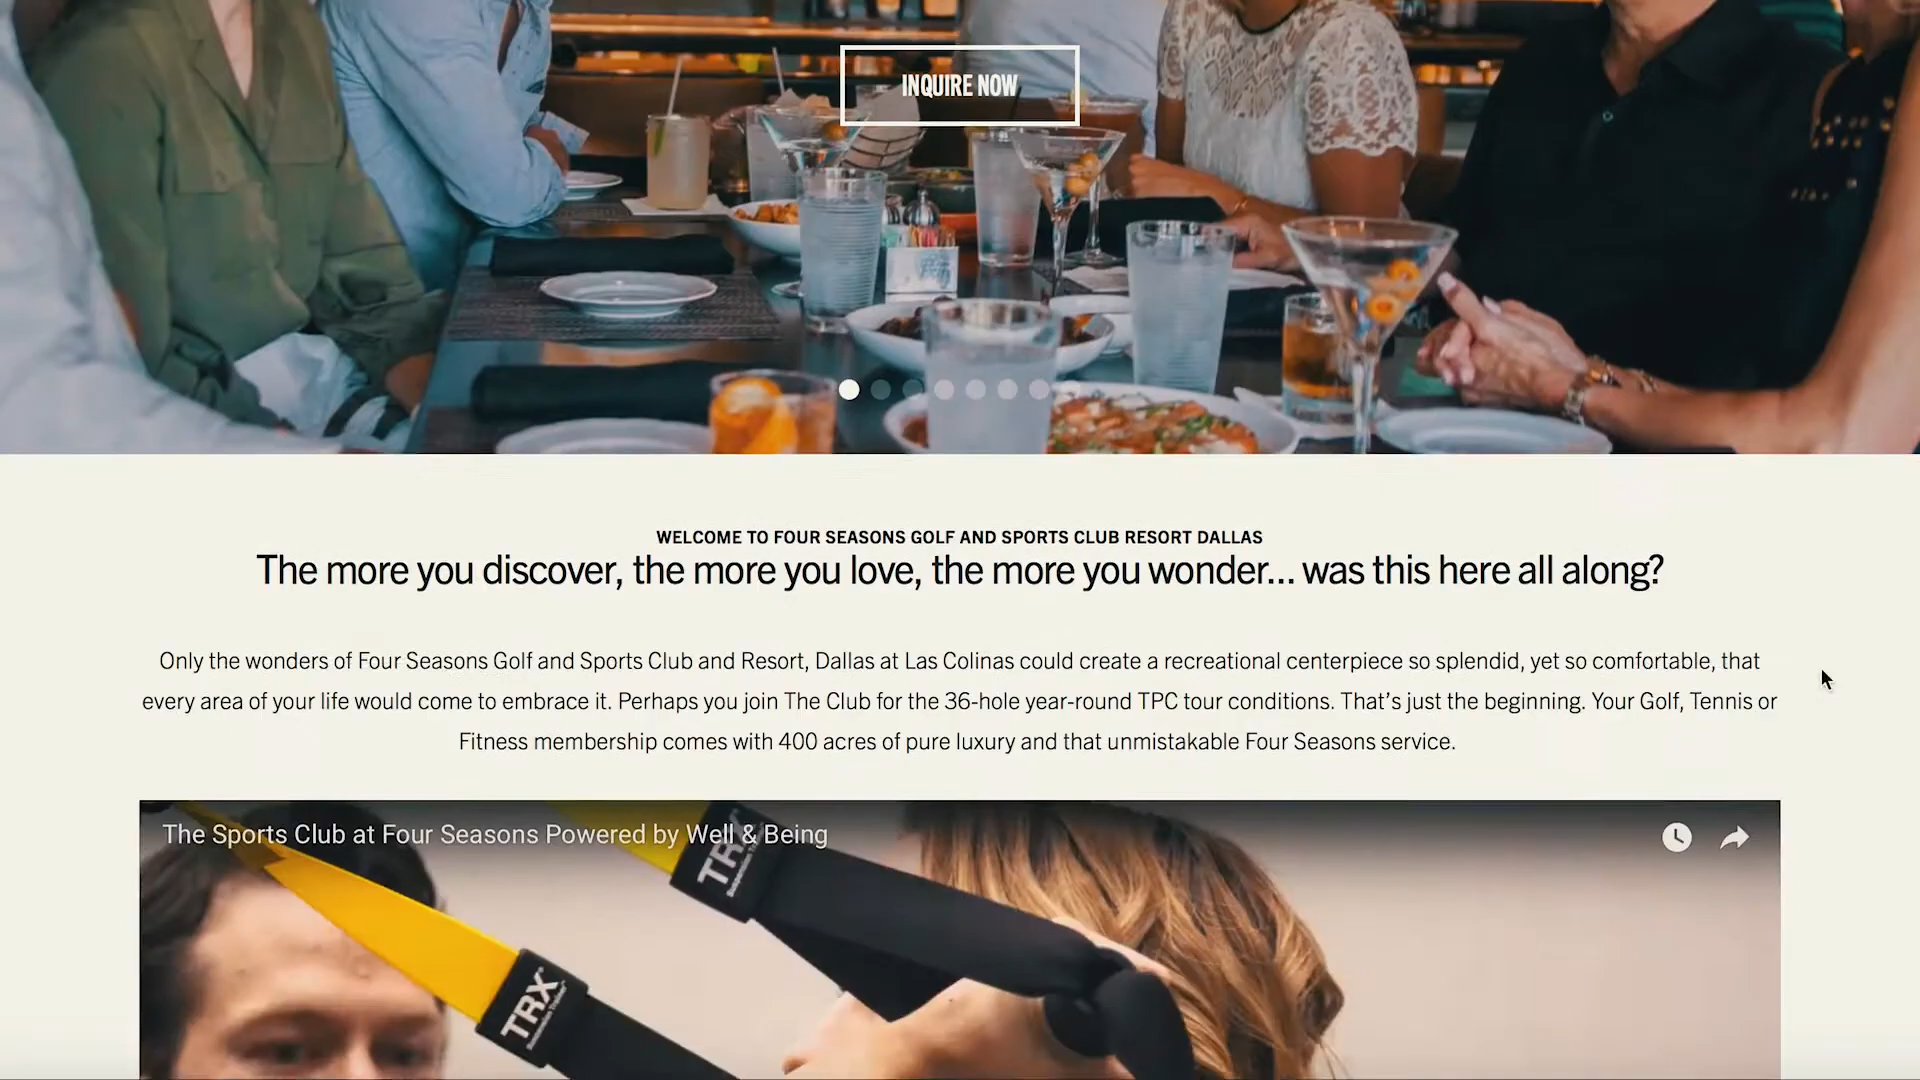 INQUIRE NOW
WELCOME TO FOUR SEASONS GOLF AND SPORTS CLUB RESORT DALLAS
The more you discover, the more you love, the more you wonder... was this here all along?
Only the wonders of Four Seasons Golf and Sports Club and Resort, Dallas at Las Colinas could create a recreational centerpiece so splendid, yet so comfortable, that
every area of your life would come to embrace it. Perhaps you join The Club for the 36-hole year-round TPC tour conditions. That’s just the beginning. Your Golf, Tennis or
Fitness membership comes with 400 acres of pure luxury and that unmistakable Four Seasons service.
The Sports Club at Four Seasons Powered by Well & Being
TRX
TRX